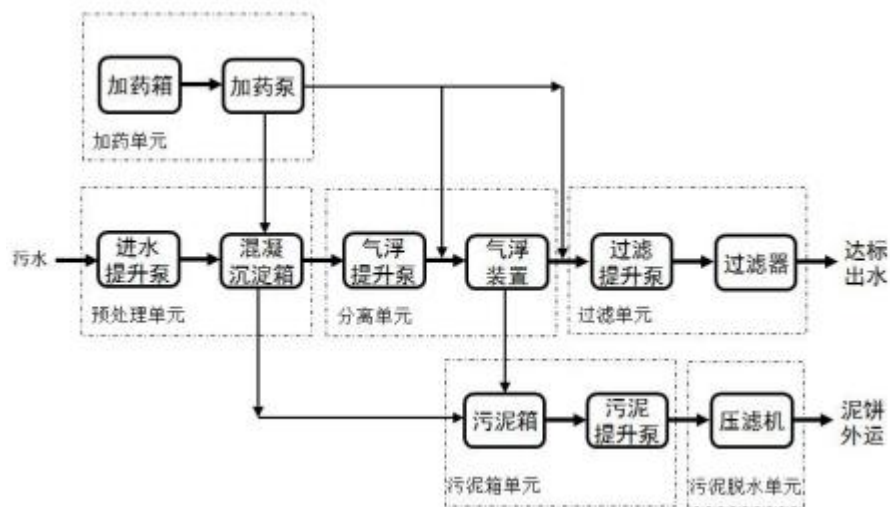 加药箱
加药泵
加药单元
污水
进水
提升泵
混凝
沉淀箱
预处理单元
气浮
提升泵
气浮
装置
分离单元
过滤
提升泵
过滤器
过滤单元
达标
出水
污泥箱
污泥
提升泵
污泥箱单元
压滤机
污泥脱水单元
泥饼
外运